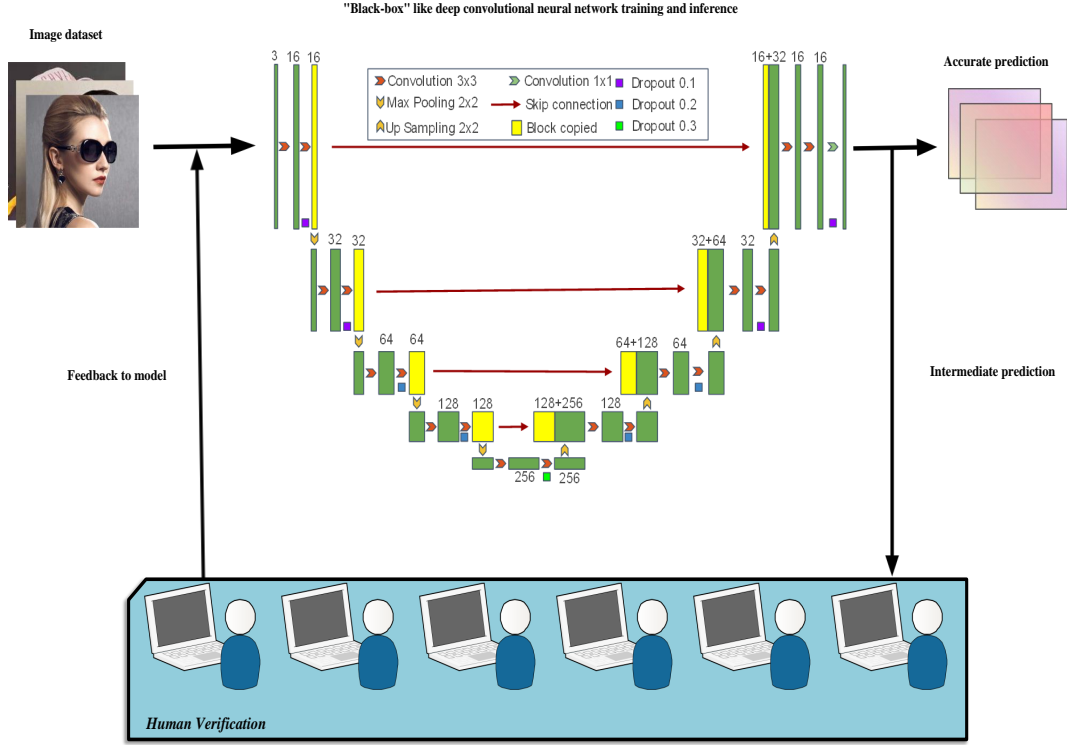 "Black-box" like deep convolutional neural network training and inference
Image dataset
Accurate prediction
3 16 16
16+32 16 16
Convolution 3x3
Convolution 1x1
Dropout 0.1
Max Pooling 2x2
Skip connection
Dropout 0.2
Up Sampling 2x2
Block copied
Dropout 0.3
32 32
32+64 32
64 64
64+128 64
128 128
128+256 128
256 256
Feedback to model
Intermediate prediction
Human Verification